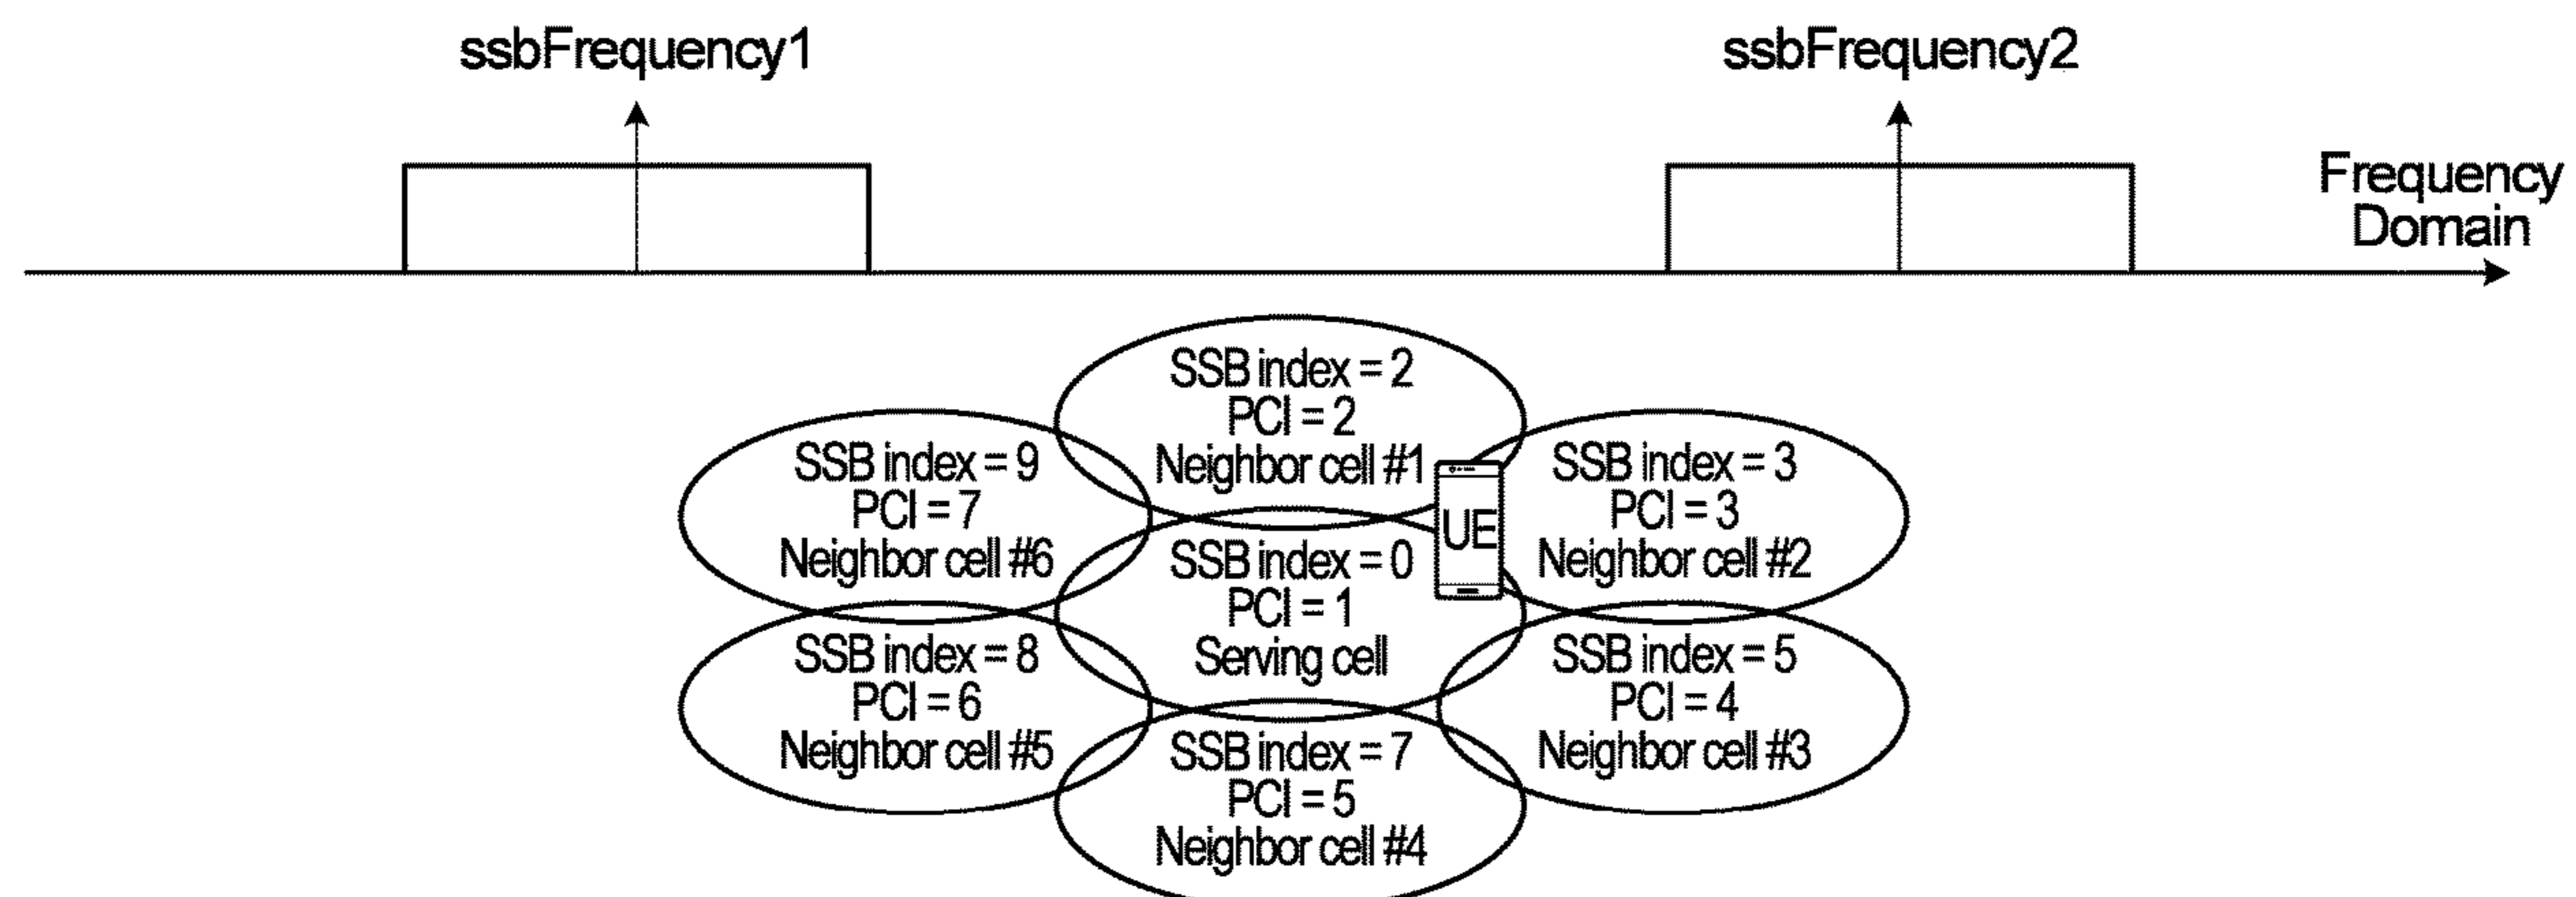 ssbFrequency1
ssbFrequency2
Frequency
Domain
SSB index = 2
PCI = 2
Neighbor cell #1
SSB index = 9
PCI = 7
Neighbor cell #6
SSB index = 3
PCI = 3
Neighbor cell #2
UE
SSB index = 0
PCI = 1
Serving cell
SSB index = 8
PCI = 6
Neighbor cell #5
SSB index = 5
PCI = 4
Neighbor cell #3
SSB index = 7
PCI = 5
Neighbor cell #4